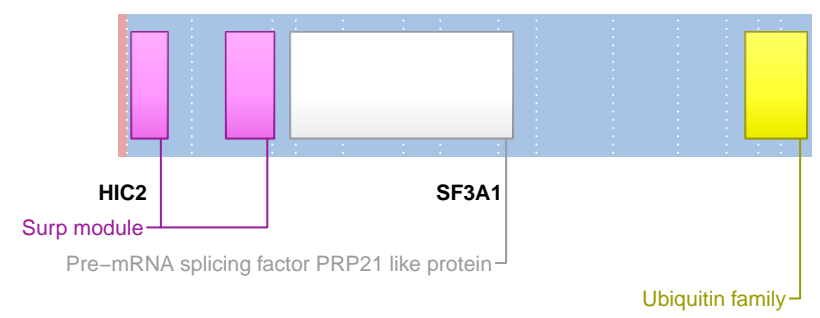 HIC2 SF3A1
Surp module
Pre−mRNA splicing factor PRP21 like protein
Ubiquitin family